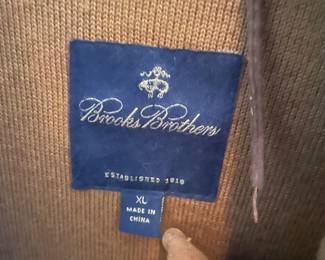 Brooks Brothers
ESTABLISHED 1818
XL
MADE IN
CHINA